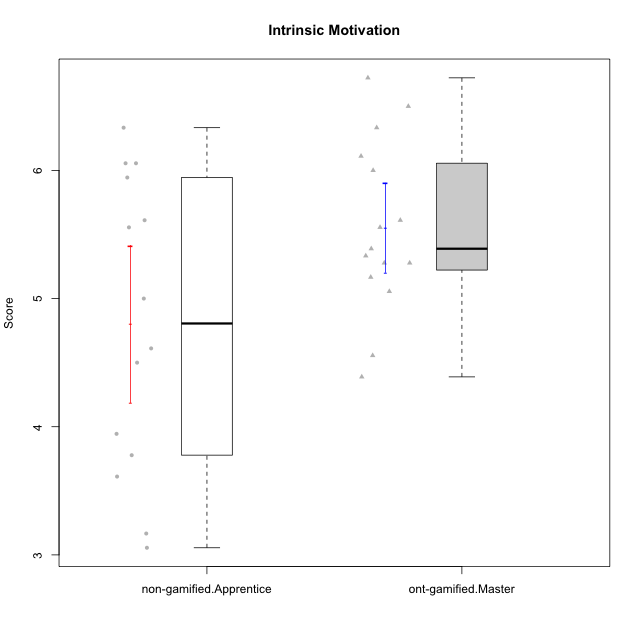 Intrinsic Motivation
Score
6
5
4
3
non-gamified.Apprentice
ont-gamified.Master